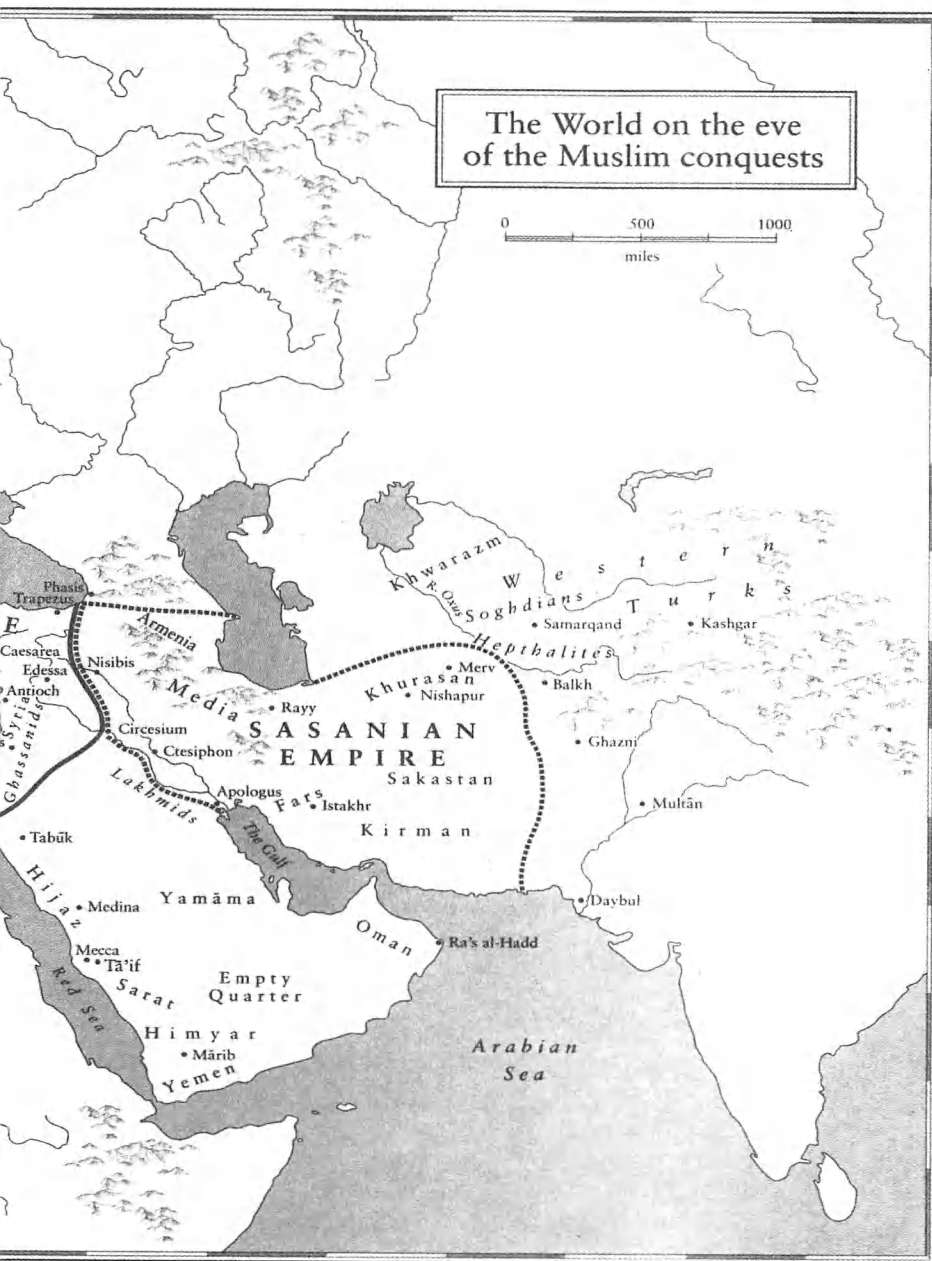 The World on the eve
of the Muslim conquests
0 500 1000
miles
Khwarazm
R. Oxus
Western
Turks
Soghdians
Samarqand
Kashgar
Hepthalites
Phasis
Trapezus
E
Armenia
Caesarea
Edessa
Nisibis
Antioch
Syria
Ghassanids
s
Media
Rayy
Khurasan
Merv
Nishapur
Balkh
Circesium
Ctesiphon
SASANIAN
EMPIRE
Sakastan
Ghazni
Lakhmids
Apologus
Fars
Istakhr
Kirman
Multān
The Gulf
Tabūk
Hijaz
Medina
Yamāma
Daybul
Oman
Ra's al-Hadd
Mecca
Tā'if
Sarat
Empty
Quarter
Red Sea
Himyar
Mārib
Yemen
Arabian
Sea